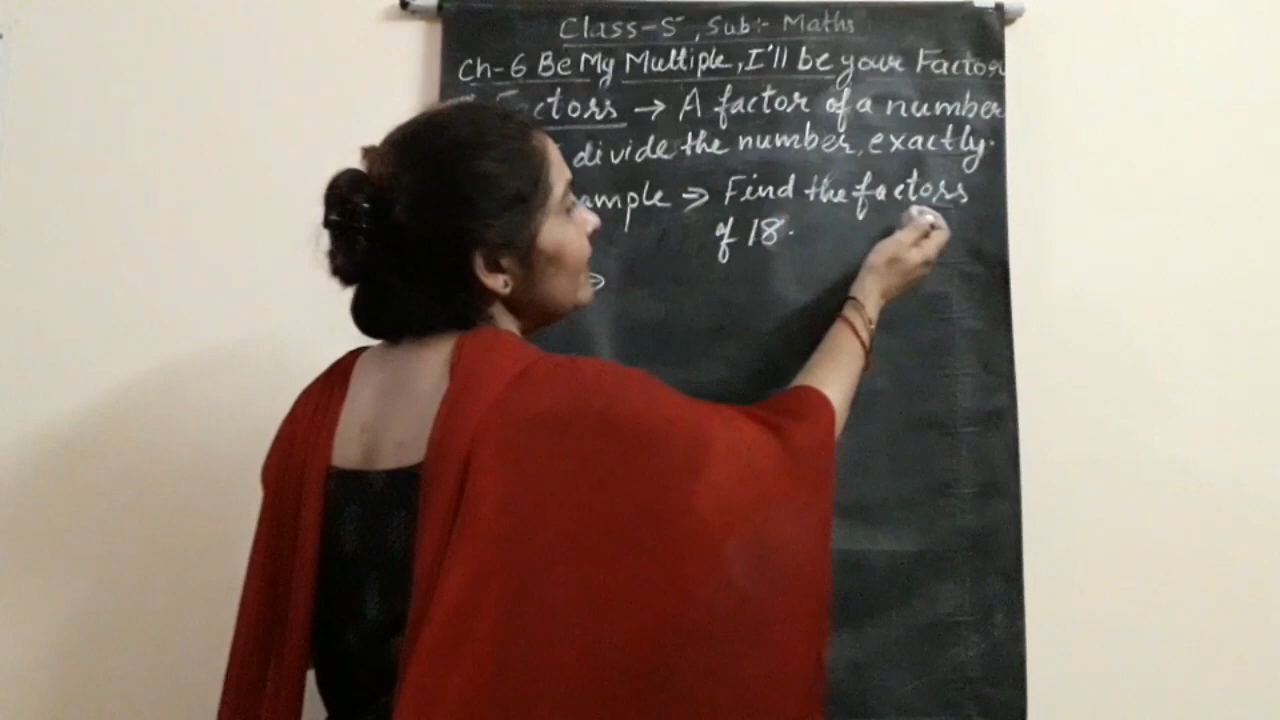 Class-5, Sub:- Maths
Ch-6 Be My Multiple, I'll be your Factor
→ A factor of a number
divide the number, exactly.
⇒ Find the factors
of 18.